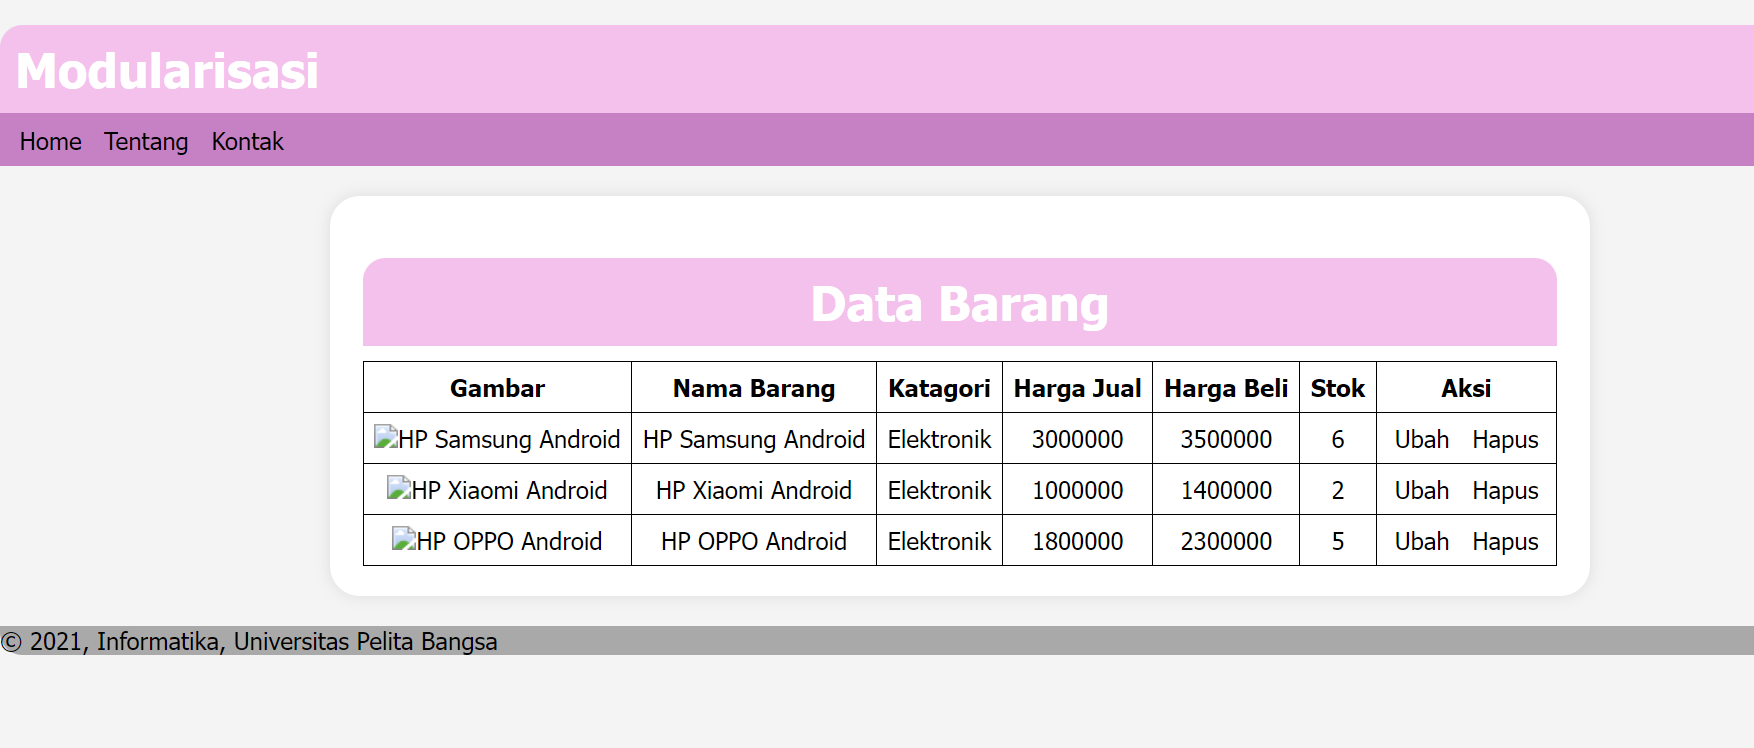 Modularisasi
Home Tentang Kontak
Data Barang
Gambar Nama Barang Katagori Harga Jual Harga Beli Stok Aksi
HP Samsung Android HP Samsung Android Elektronik 3000000 3500000 6 Ubah Hapus
HP Xiaomi Android HP Xiaomi Android Elektronik 1000000 1400000 2 Ubah Hapus
HP OPPO Android HP OPPO Android Elektronik 1800000 2300000 5 Ubah Hapus
© 2021, Informatika, Universitas Pelita Bangsa